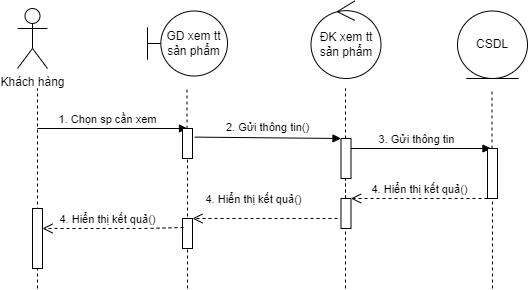 GD xem tt
sản phẩm
ĐK xem tt
sản phẩm
CSDL
Khách hàng
1. Chọn sp cần xem
2. Gửi thông tin()
3. Gửi thông tin
4. Hiển thị kết quả()
4. Hiển thị kết quả()
4. Hiển thị kết quả()